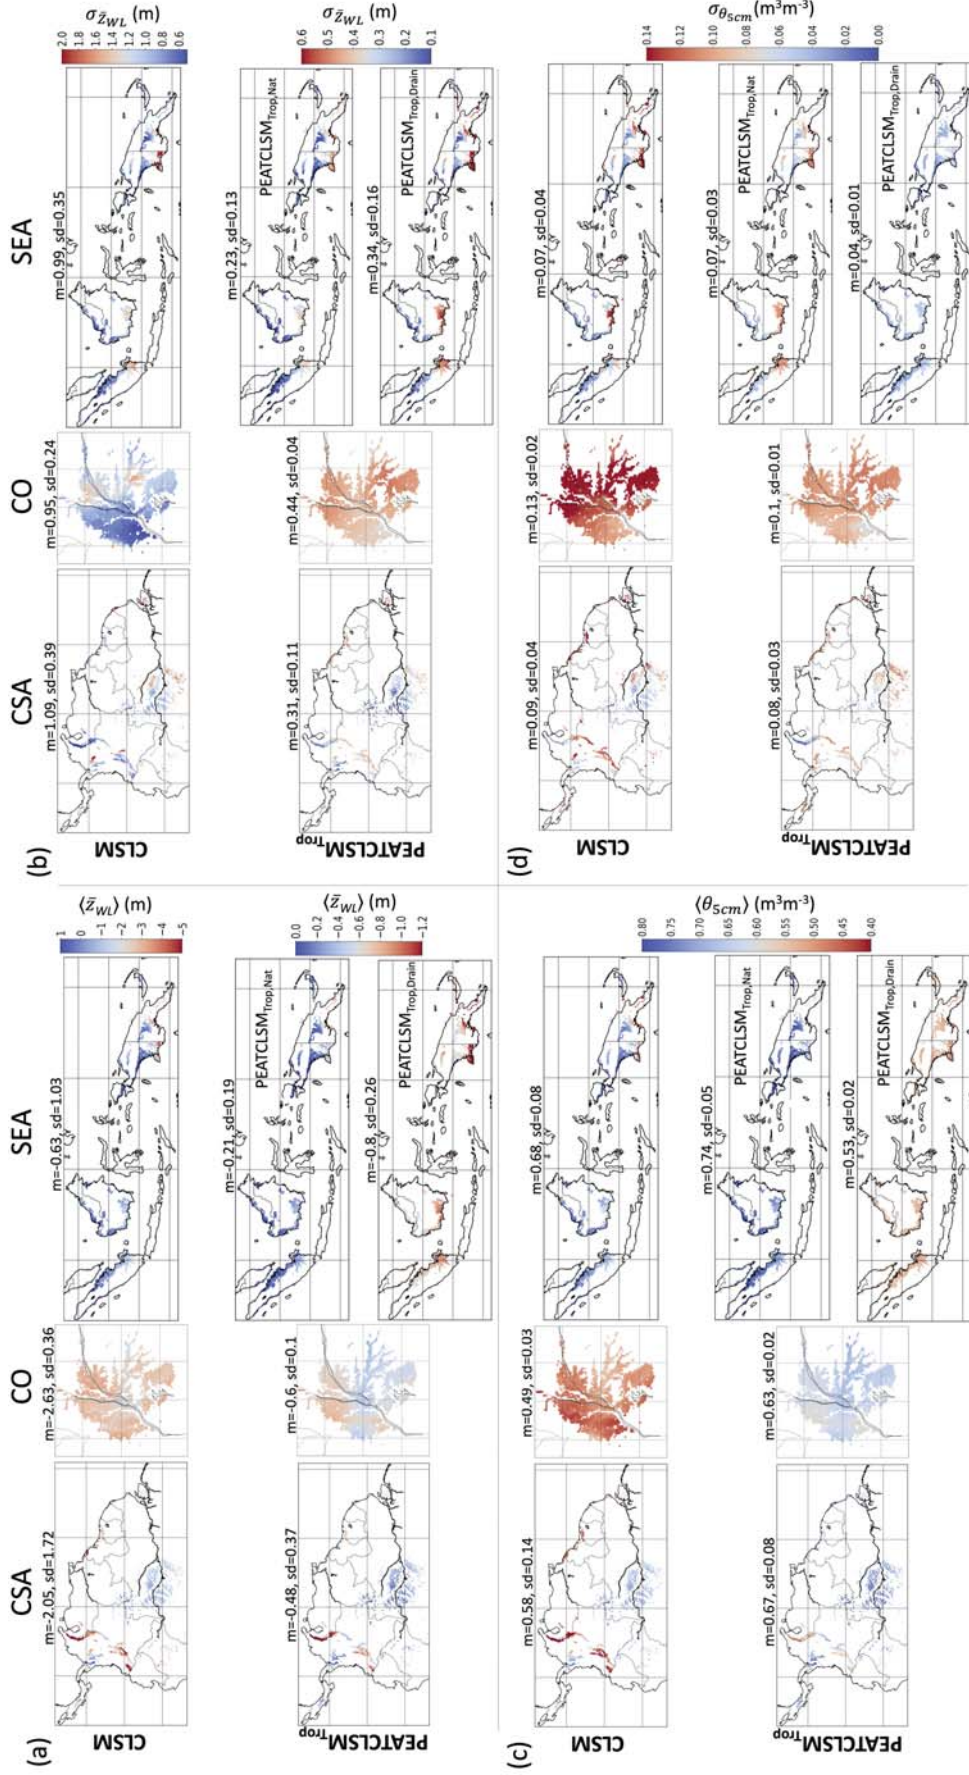 (a)
CSA
CO
SEA
CLSM
m=-2.05, sd=1.72
m=-2.63, sd=0.36
m=-0.63, sd=1.03
⟨z̄_WL⟩ (m)
1
0
-1
-2
-3
-4
-5
PEATCLSM_Trop
m=-0.48, sd=0.37
m=-0.6, sd=0.1
m=-0.21, sd=0.19
PEATCLSM_Trop,Nat
m=-0.8, sd=0.26
PEATCLSM_Trop,Drain
⟨z̄_WL⟩ (m)
0.0
-0.2
-0.4
-0.6
-0.8
-1.0
-1.2
(b)
CSA
CO
SEA
CLSM
m=1.09, sd=0.39
m=0.95, sd=0.24
m=0.99, sd=0.35
σ_z̄_WL (m)
2.0
1.8
1.6
1.4
1.2
1.0
0.8
0.6
PEATCLSM_Trop
m=0.31, sd=0.11
m=0.44, sd=0.04
m=0.23, sd=0.13
PEATCLSM_Trop,Nat
m=0.34, sd=0.16
PEATCLSM_Trop,Drain
σ_z̄_WL (m)
0.6
0.5
0.4
0.3
0.2
0.1
(c)
CLSM
m=0.58, sd=0.14
m=0.49, sd=0.03
m=0.68, sd=0.08
PEATCLSM_Trop
m=0.67, sd=0.08
m=0.63, sd=0.02
m=0.74, sd=0.05
PEATCLSM_Trop,Nat
m=0.53, sd=0.02
PEATCLSM_Trop,Drain
⟨θ_5cm⟩ (m³m⁻³)
0.80
0.75
0.70
0.65
0.60
0.55
0.50
0.45
0.40
(d)
CLSM
m=0.09, sd=0.04
m=0.13, sd=0.02
m=0.07, sd=0.04
PEATCLSM_Trop
m=0.08, sd=0.03
m=0.1, sd=0.01
m=0.07, sd=0.03
PEATCLSM_Trop,Nat
m=0.04, sd=0.01
PEATCLSM_Trop,Drain
σ_θ_5cm (m³m⁻³)
0.14
0.12
0.10
0.08
0.06
0.04
0.02
0.00